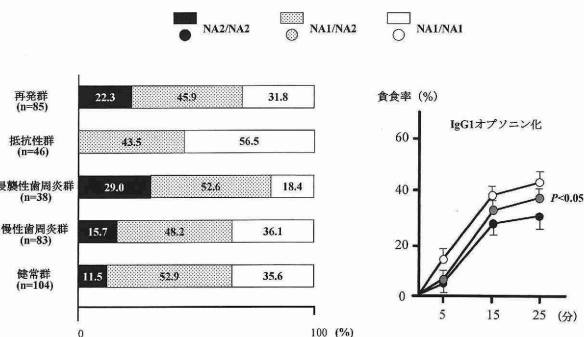 NA2/NA2
NA1/NA2
NA1/NA1
再発群
(n=85)
22.3
45.9
31.8
抵抗性群
(n=46)
43.5
56.5
侵襲性歯周炎群
(n=38)
29.0
52.6
18.4
慢性歯周炎群
(n=83)
15.7
48.2
36.1
健常群
(n=104)
11.5
52.9
35.6
0
100
(%)
貪食率（%）
IgG1オプソニン化
60
40
20
0
P<0.05
5
15
25
(分)